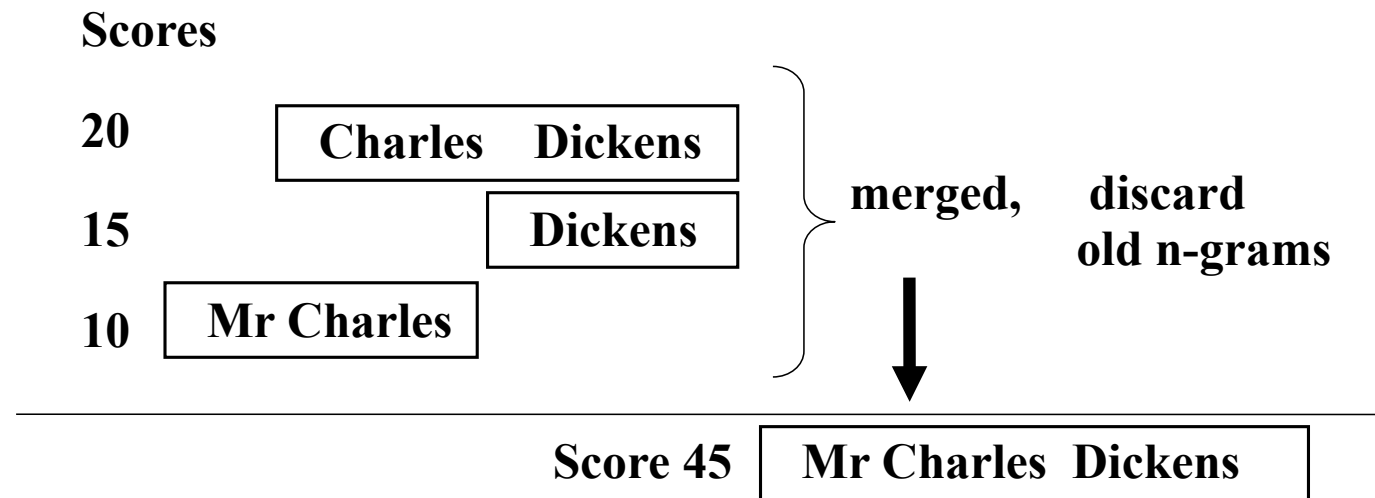 Scores
20 Charles Dickens
15 Dickens
10 Mr Charles
merged, discard
old n-grams
Score 45 Mr Charles Dickens